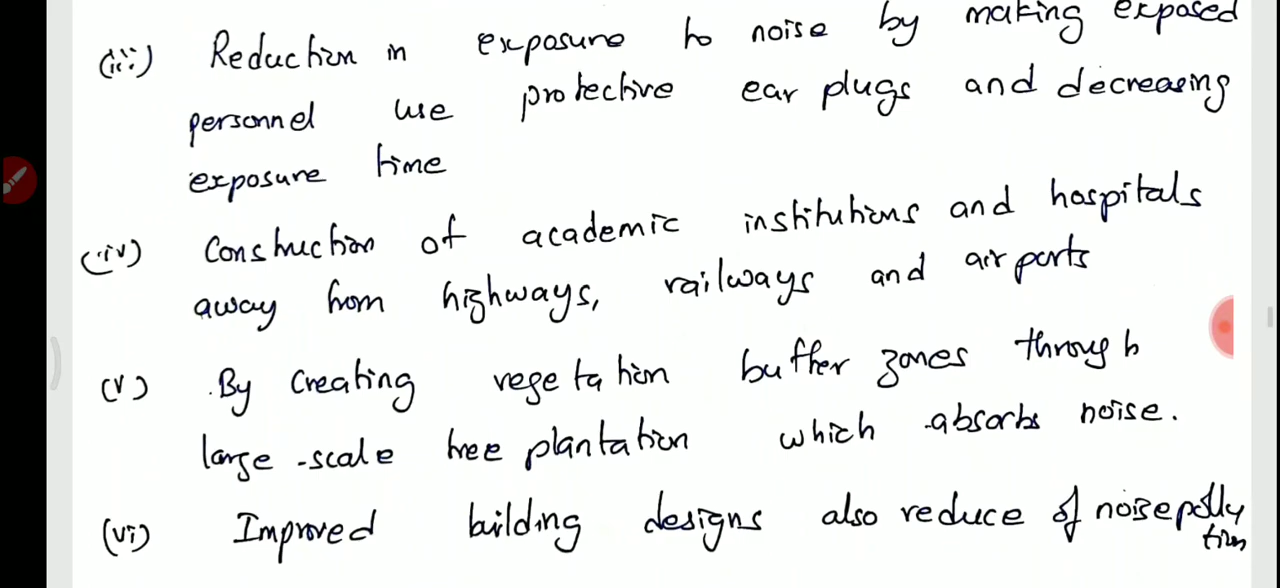 (iii) Reduction in exposure to noise by making exposed
personnel use protective ear plugs and decreasing
exposure time
(iv) Construction of academic institutions and hospitals
away from highways, railways and airports
(v) .By creating vegetation buffer zones through
large-scale tree plantation which absorbs noise.
(vi) Improved building designs also reduce of noise pollu
tion